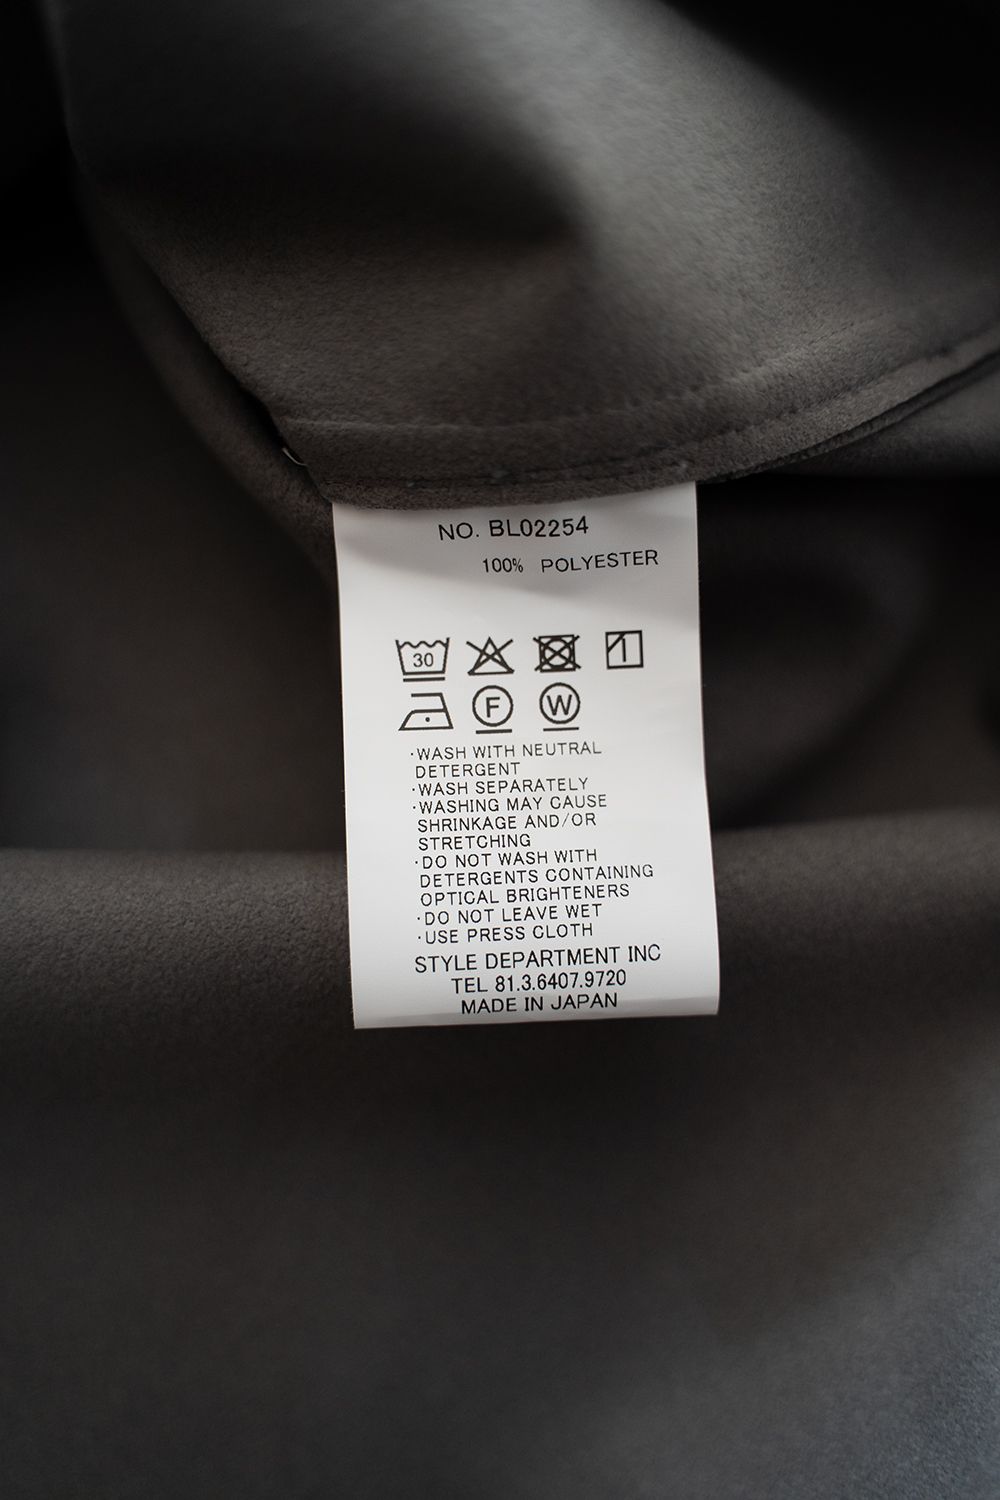 NO. BL02254
100% POLYESTER
30
F W
·WASH WITH NEUTRAL
DETERGENT
·WASH SEPARATELY
·WASHING MAY CAUSE
SHRINKAGE AND/OR
STRETCHING
·DO NOT WASH WITH
DETERGENTS CONTAINING
OPTICAL BRIGHTENERS
·DO NOT LEAVE WET
·USE PRESS CLOTH
STYLE DEPARTMENT INC
TEL 81.3.6407.9720
MADE IN JAPAN